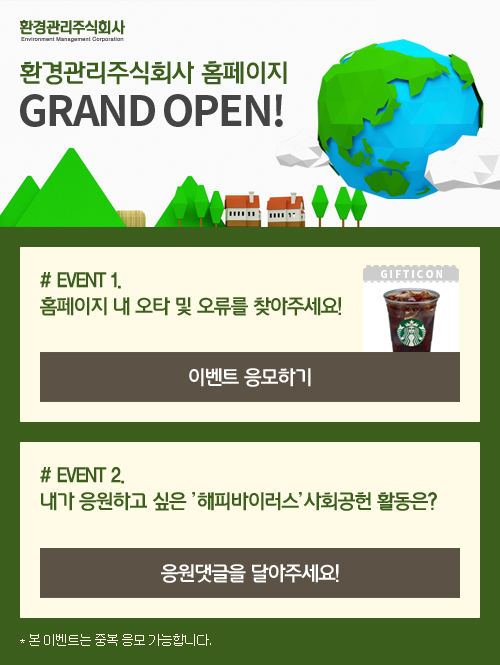 환경관리주식회사
Environment Management Corporation
환경관리주식회사 홈페이지
GRAND OPEN!
# EVENT 1.
홈페이지 내 오타 및 오류를 찾아주세요!
GIFTICON
이벤트 응모하기
# EVENT 2.
내가 응원하고 싶은 '해피바이러스'사회공헌 활동은?
응원댓글을 달아주세요!
* 본 이벤트는 중복 응모 가능합니다.